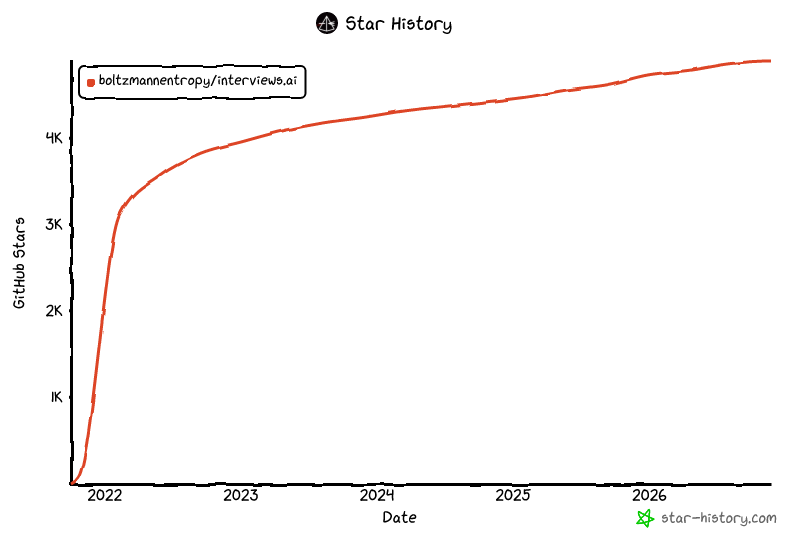 Star History
boltzmannentropy/interviews.ai
4K
3K
2K
1K
GitHub Stars
2022 2023 2024 2025 2026
Date
star-history.com